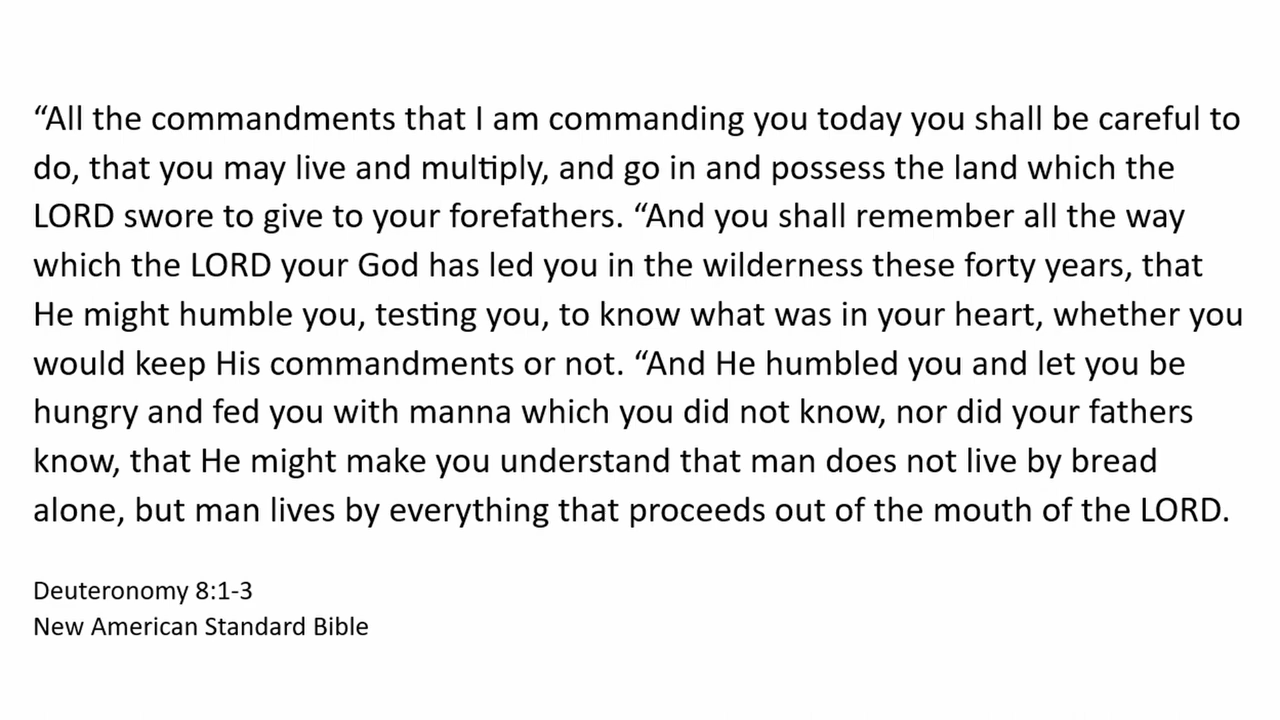 “All the commandments that I am commanding you today you shall be careful to
do, that you may live and multiply, and go in and possess the land which the
LORD swore to give to your forefathers. “And you shall remember all the way
which the LORD your God has led you in the wilderness these forty years, that
He might humble you, testing you, to know what was in your heart, whether you
would keep His commandments or not. “And He humbled you and let you be
hungry and fed you with manna which you did not know, nor did your fathers
know, that He might make you understand that man does not live by bread
alone, but man lives by everything that proceeds out of the mouth of the LORD.
Deuteronomy 8:1-3
New American Standard Bible